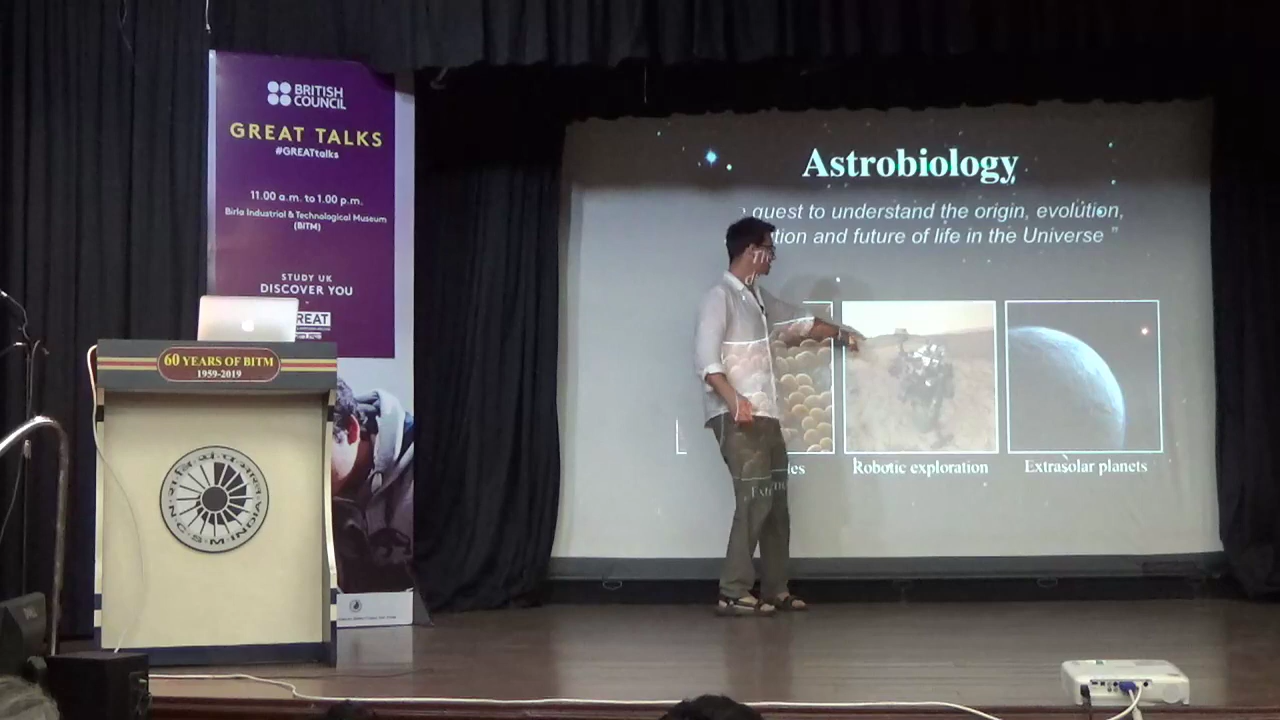 BRITISH
COUNCIL
GREAT TALKS
#GREATtalks
11.00 a.m. to 1.00 p.m.
Birla Industrial & Technological Museum
(BITM)
STUDY UK
DISCOVER YOU
REAT
60 YEARS OF BITM
1959-2019
N.C.S.M. INDIA
Astrobiology
quest to understand the origin, evolution,
tion and future of life in the Universe ”
Robotic exploration
Extrasolar planets